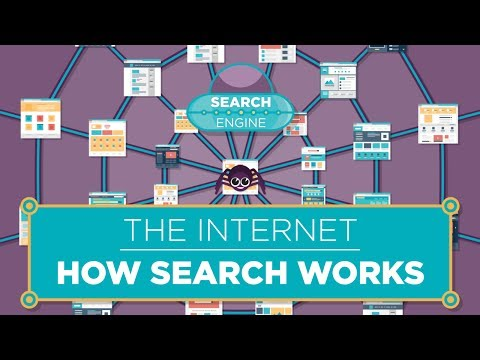 SEARCH
ENGINE
THE INTERNET
HOW SEARCH WORKS